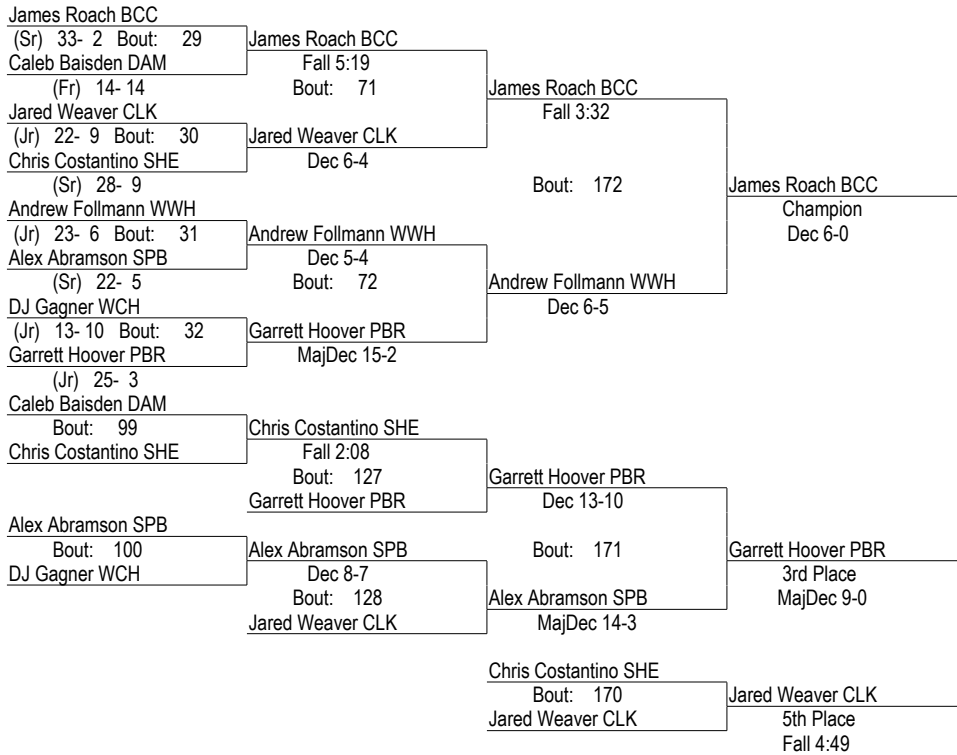 James Roach BCC
(Sr) 33- 2 Bout: 29 James Roach BCC
Caleb Baisden DAM Fall 5:19
(Fr) 14- 14 Bout: 71 James Roach BCC
Jared Weaver CLK Fall 3:32
(Jr) 22- 9 Bout: 30 Jared Weaver CLK
Chris Costantino SHE Dec 6-4
(Sr) 28- 9 Bout: 172 James Roach BCC
Andrew Follmann WWH Champion
(Jr) 23- 6 Bout: 31 Andrew Follmann WWH Dec 6-0
Alex Abramson SPB Dec 5-4
(Sr) 22- 5 Bout: 72 Andrew Follmann WWH
DJ Gagner WCH Dec 6-5
(Jr) 13- 10 Bout: 32 Garrett Hoover PBR
Garrett Hoover PBR MajDec 15-2
(Jr) 25- 3
Caleb Baisden DAM
Bout: 99 Chris Costantino SHE
Chris Costantino SHE Fall 2:08
Bout: 127 Garrett Hoover PBR
Garrett Hoover PBR Dec 13-10
Alex Abramson SPB
Bout: 100 Alex Abramson SPB Bout: 171 Garrett Hoover PBR
DJ Gagner WCH Dec 8-7 3rd Place
Bout: 128 Alex Abramson SPB MajDec 9-0
Jared Weaver CLK MajDec 14-3
Chris Costantino SHE
Bout: 170 Jared Weaver CLK
Jared Weaver CLK 5th Place
Fall 4:49